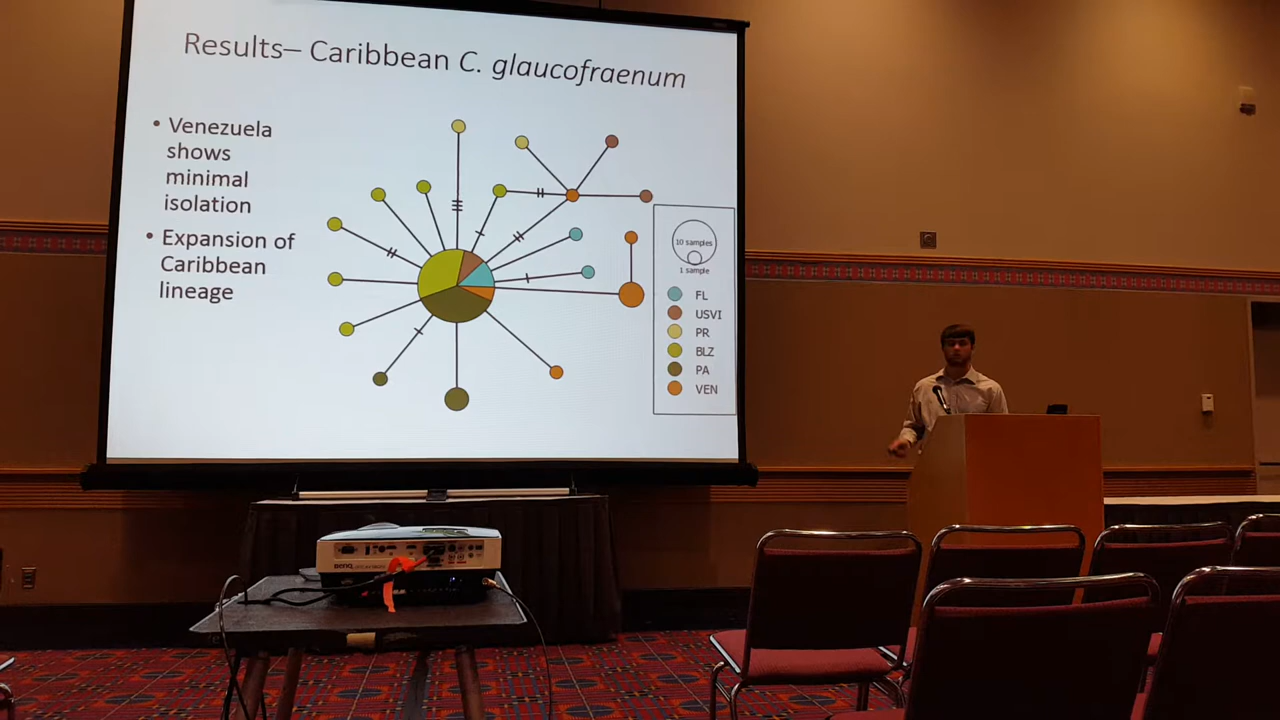 Results– Caribbean C. glaucofraenum
• Venezuela
shows
minimal
isolation
• Expansion of
Caribbean
lineage
10 samples
1 sample
FL
USVI
PR
BLZ
PA
VEN
BENQ